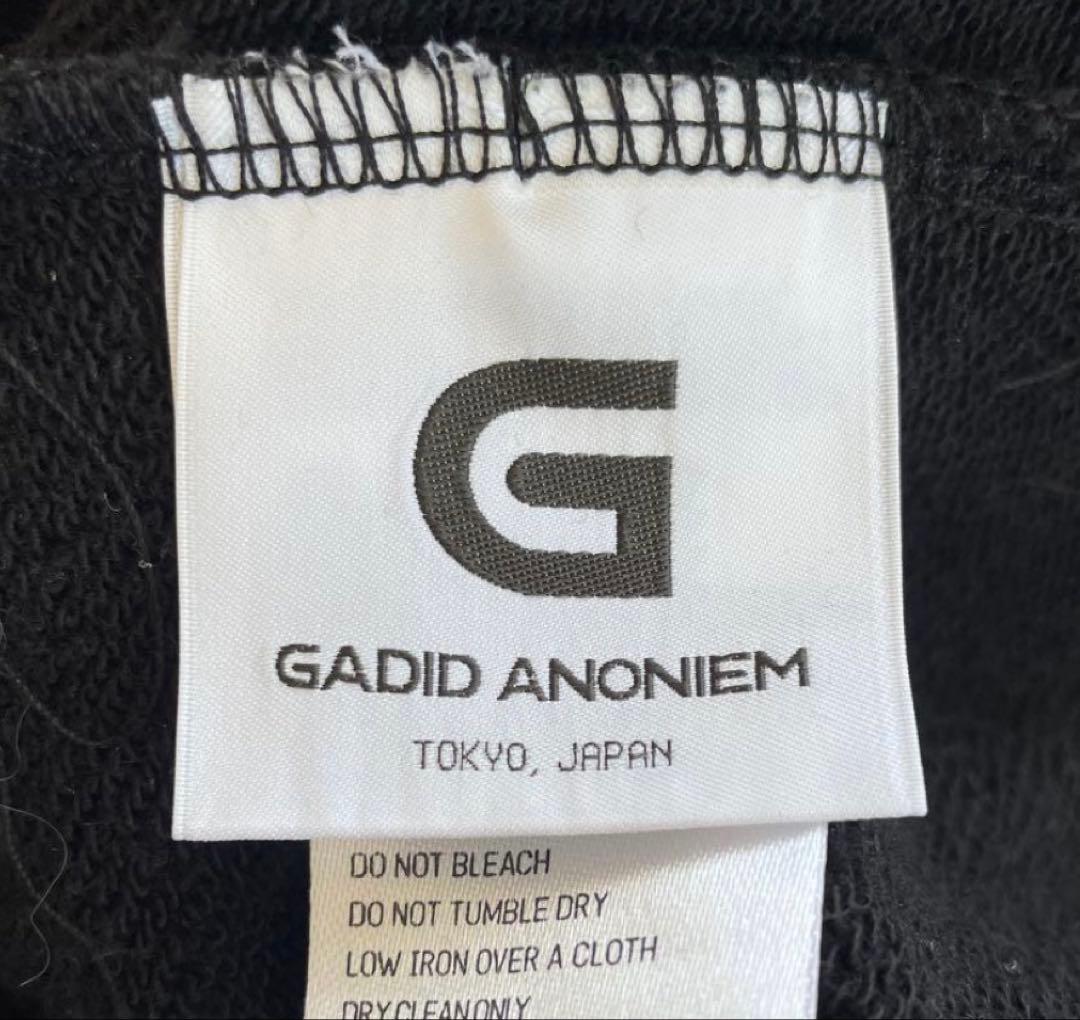 G
GADID ANONIEM
TOKYO, JAPAN
DO NOT BLEACH
DO NOT TUMBLE DRY
LOW IRON OVER A CLOTH
DRY CLEAN ONLY